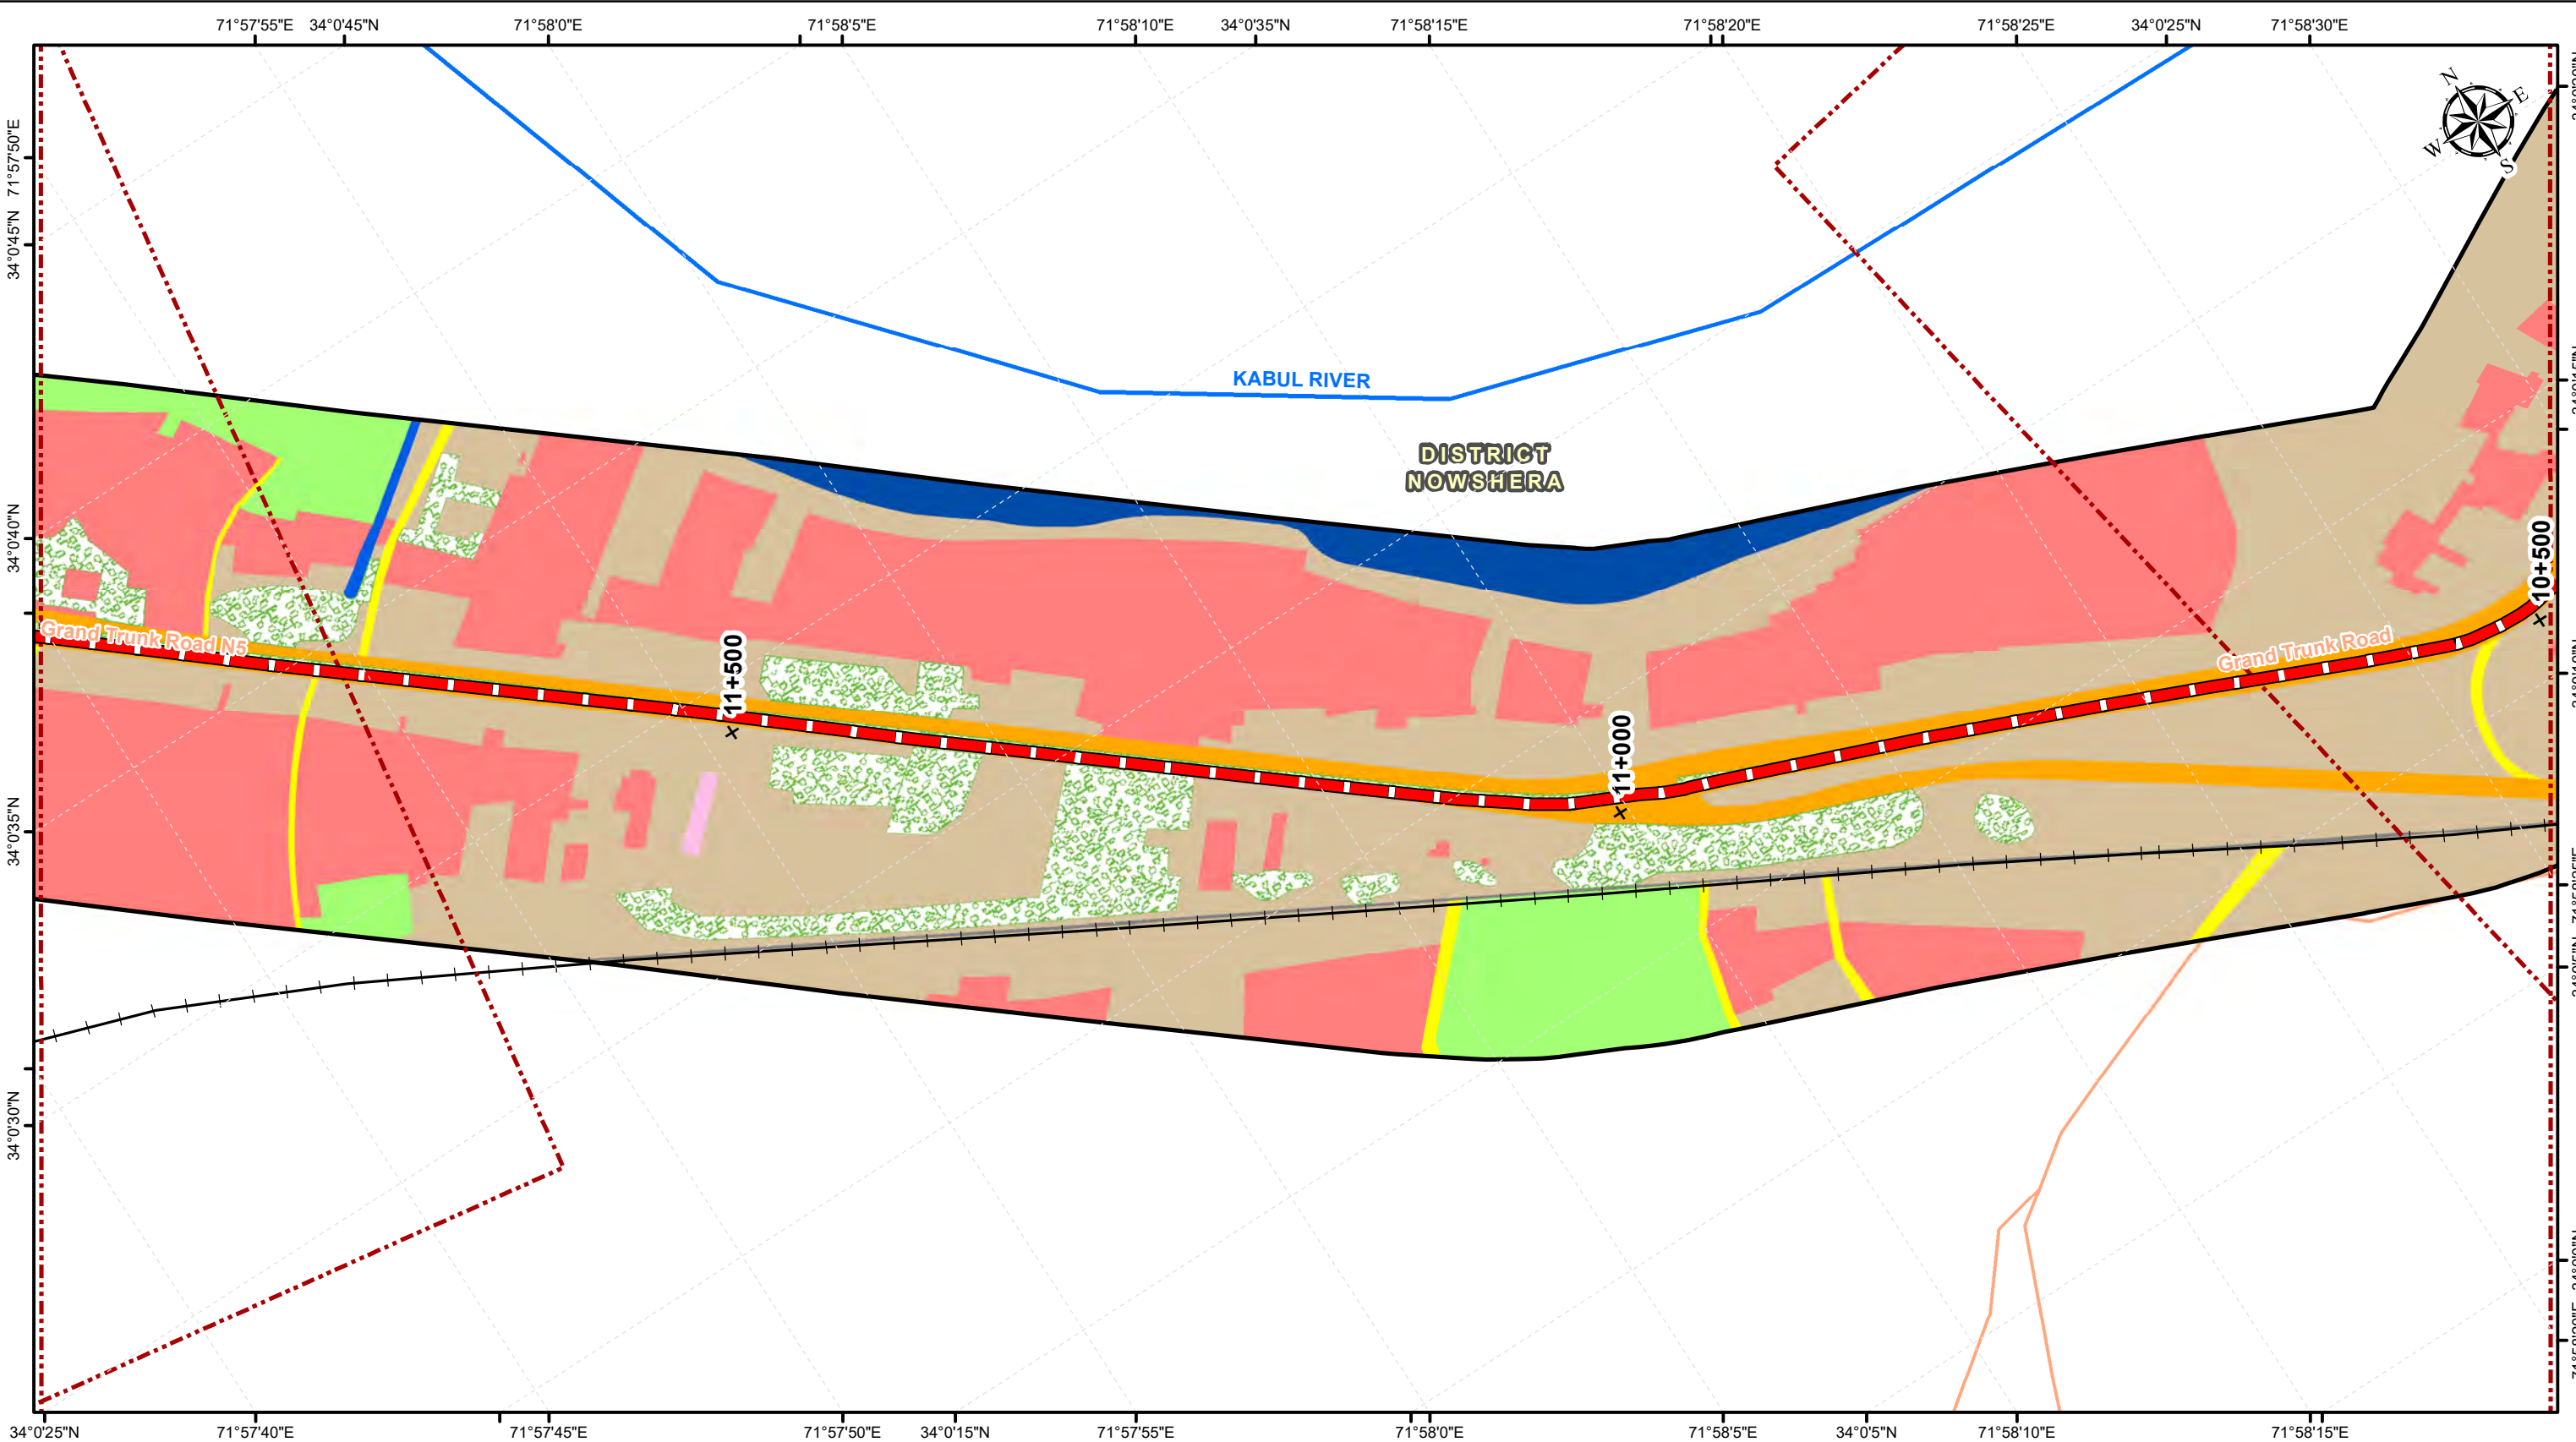 71°57'55"E 34°0'45"N 71°58'0"E 71°58'5"E 71°58'10"E 34°0'35"N 71°58'15"E 71°58'20"E 71°58'25"E 34°0'25"N 71°58'30"E
N
E
W
S
71°57'50"E
34°0'45"N
34°0'40"N
34°0'35"N
34°0'30"N
KABUL RIVER
DISTRICT
NOWSHERA
10+500
Grand Trunk Road N5
Grand Trunk Road
11+500
11+000
34°0'25"N 71°57'40"E 71°57'45"E 71°57'50"E 34°0'15"N 71°57'55"E 71°58'0"E 71°58'5"E 34°0'5"N 71°58'10"E 71°58'15"E